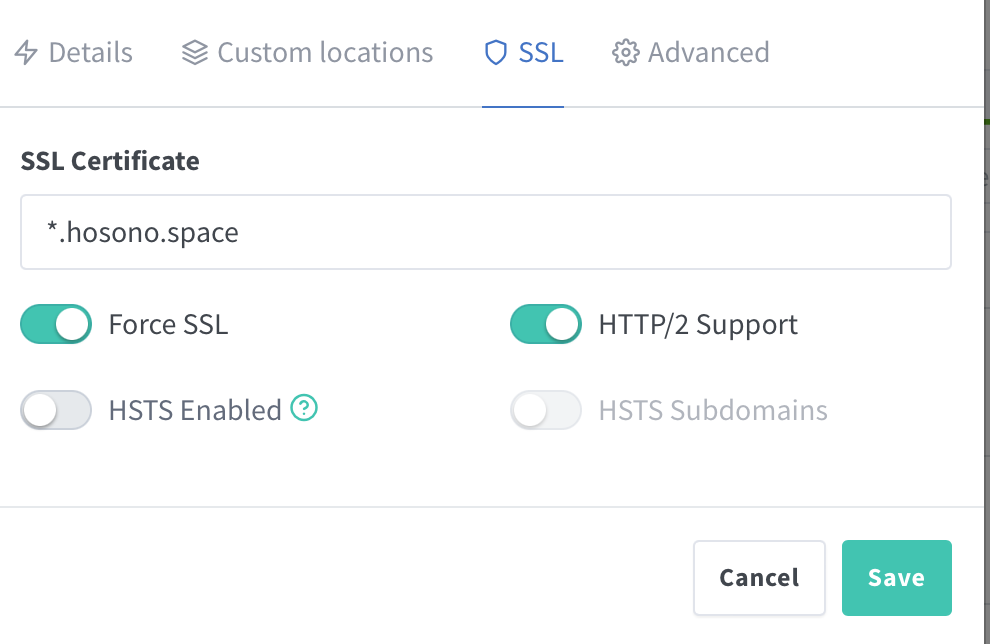 Details Custom locations SSL Advanced
SSL Certificate
*.hosono.space
Force SSL HTTP/2 Support
HSTS Enabled ? HSTS Subdomains
Cancel Save